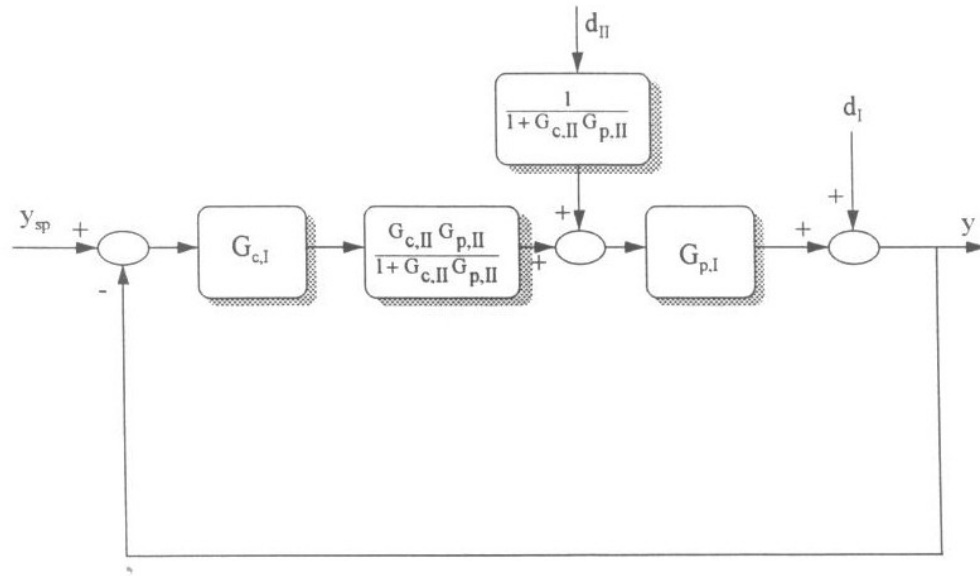 d_II
1
1 + G_c,II G_p,II
d_I
+
y_sp
+
G_c,I
G_c,II G_p,II
1 + G_c,II G_p,II
+
+
G_p,I
+
y
-